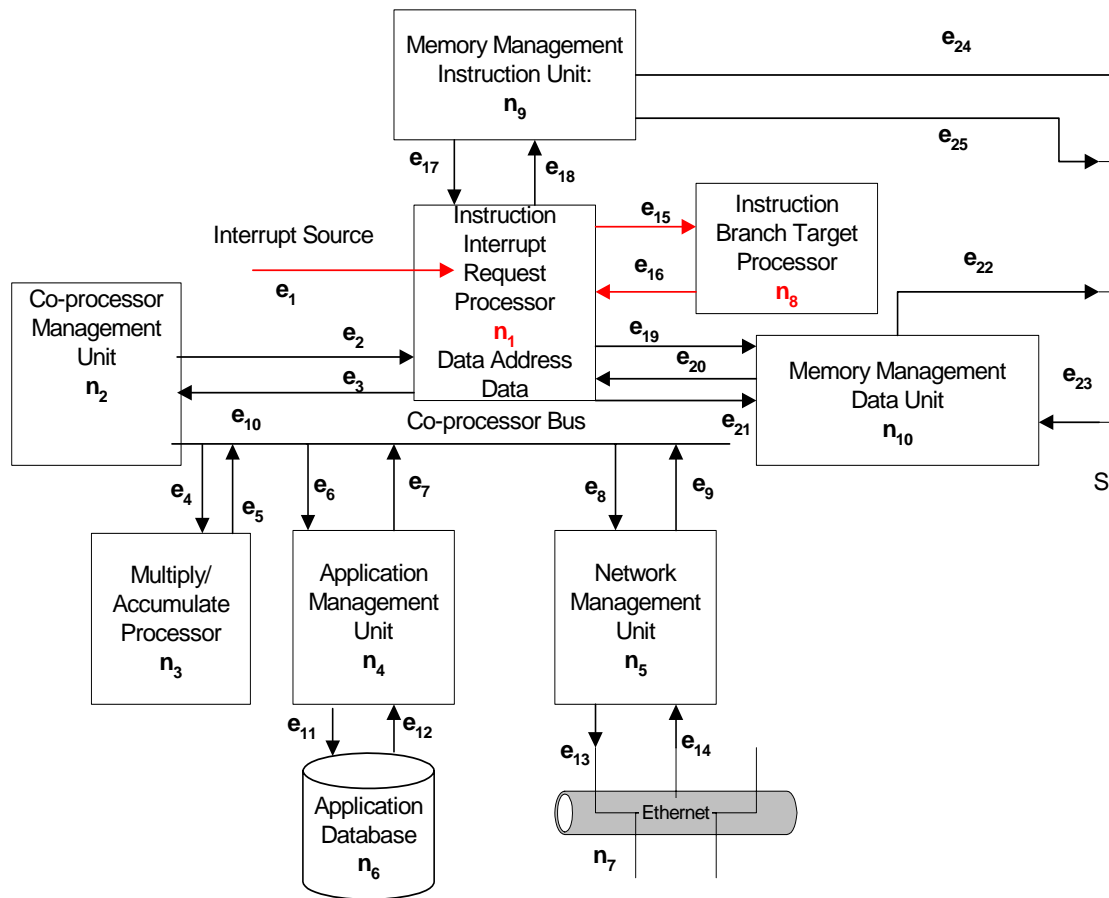 Memory Management
Instruction Unit:
n9
e24
e25
e17
e18
Instruction
Interrupt
Request
Processor
n1
Data Address
Data
e15
e16
Instruction
Branch Target
Processor
n8
Interrupt Source
e1
Co-processor
Management
Unit
n2
e2
e3
e19
e20
e21
e22
e23
Memory Management
Data Unit
n10
S
e10
Co-processor Bus
e4
e5
e6
e7
e8
e9
Multiply/
Accumulate
Processor
n3
Application
Management
Unit
n4
Network
Management
Unit
n5
e11
e12
e13
e14
Application
Database
n6
Ethernet
n7